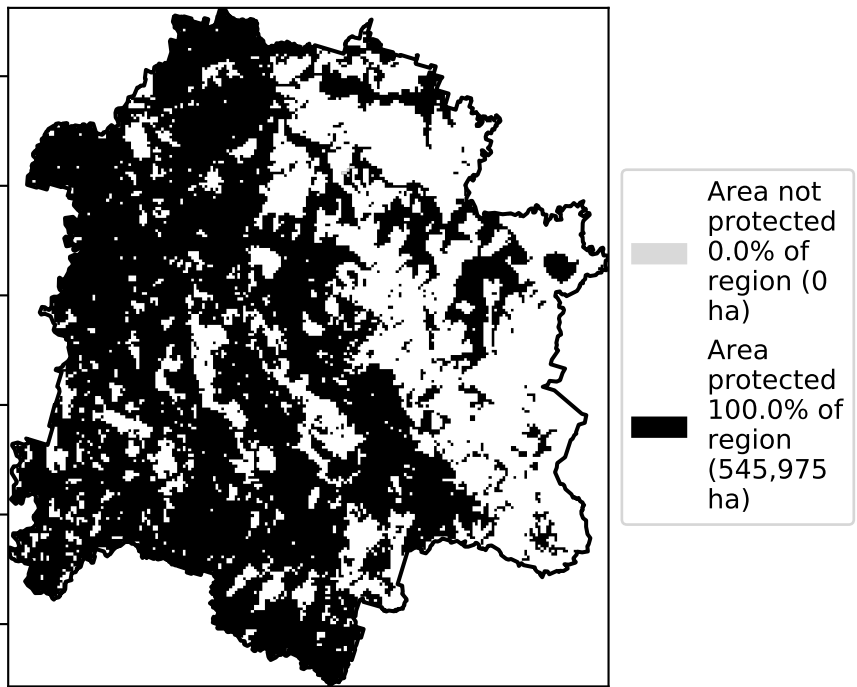 Area not
protected
0.0% of
region (0
ha)
Area
protected
100.0% of
region
(545,975
ha)